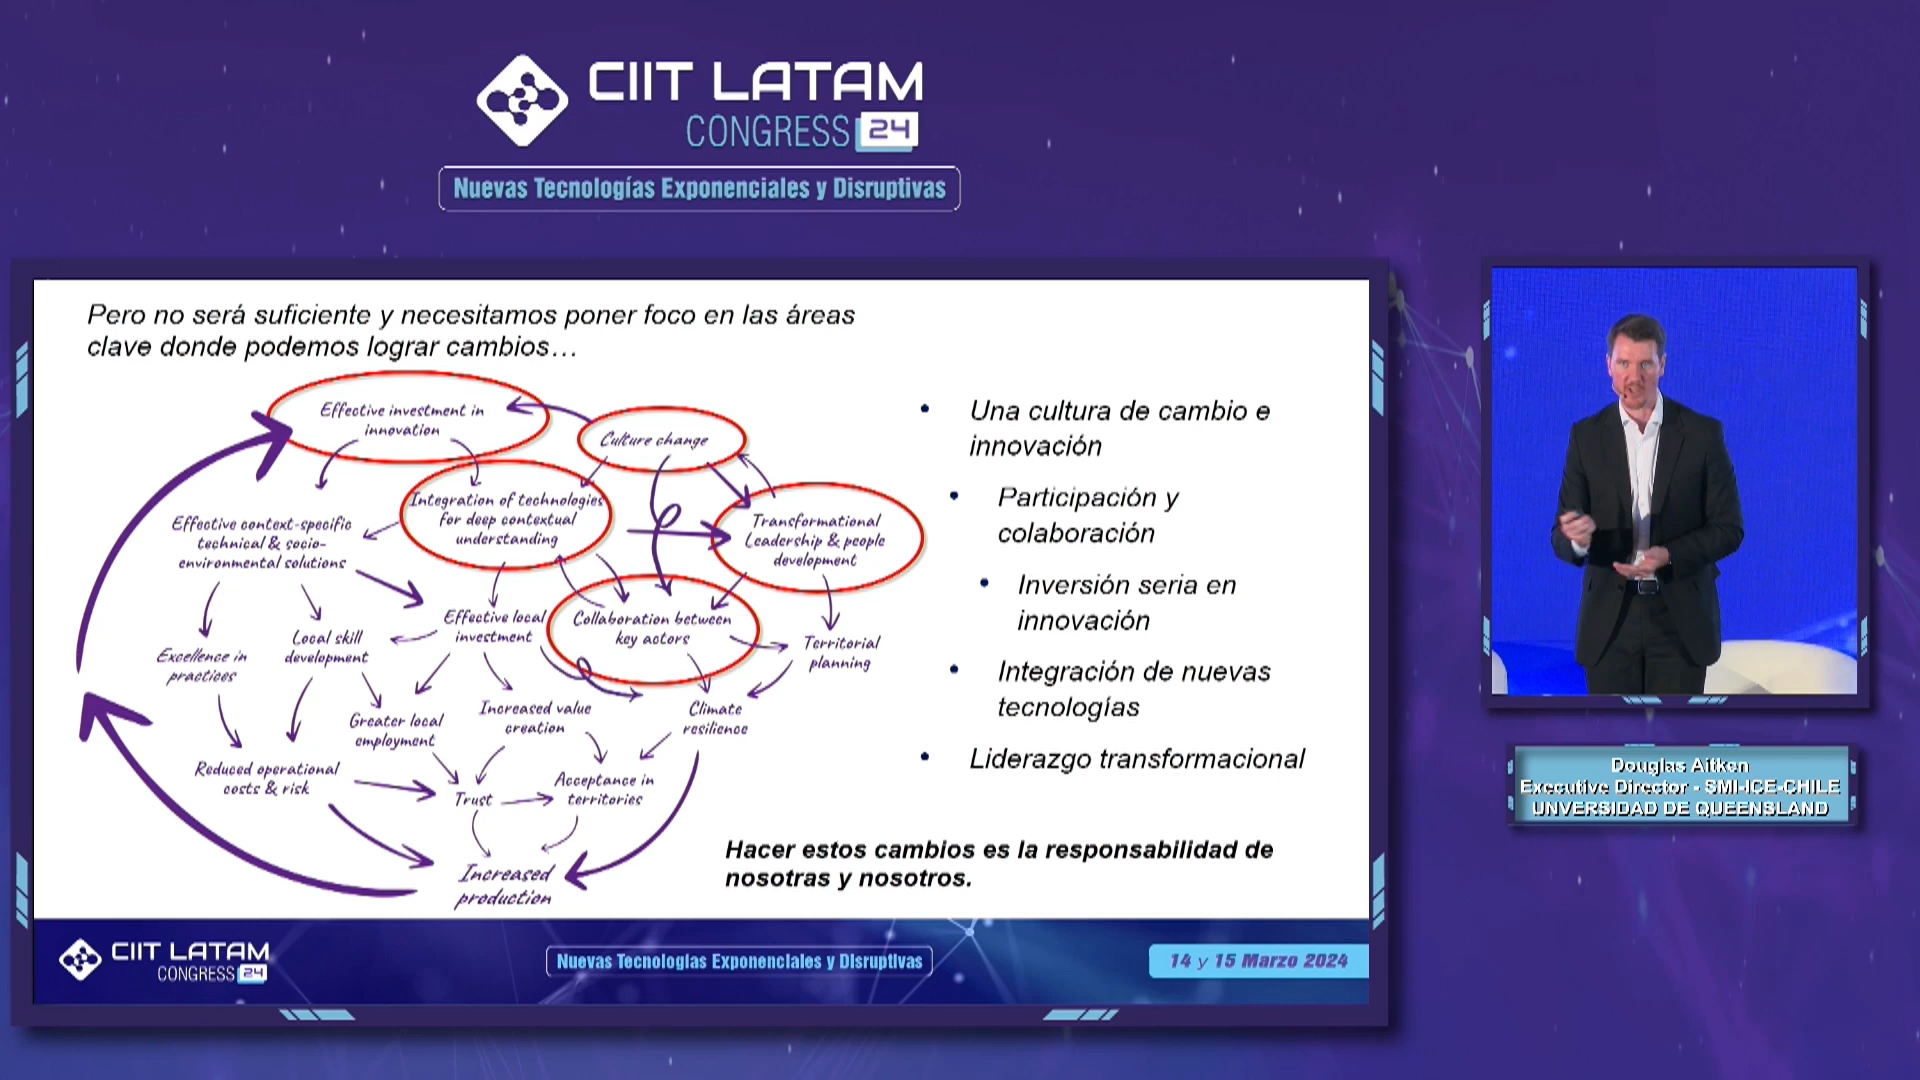 CIIT LATAM
CONGRESS 24
Nuevas Tecnologías Exponenciales y Disruptivas
Pero no será suficiente y necesitamos poner foco en las áreas
clave donde podemos lograr cambios…
Effective investment in
innovation
Culture change
Integration of technologies
for deep contextual
understanding
Transformational
Leadership & people
development
Effective context-specific
technical & socio-
environmental solutions
Effective local
investment
Collaboration between
key actors
Local skill
development
Excellence in
practices
Territorial
planning
Greater local
employment
Increased value
creation
Climate
resilience
Reduced operational
costs & risk
Trust
Acceptance in
territories
Increased
production
• Una cultura de cambio e
innovación
• Participación y
colaboración
• Inversión seria en
innovación
• Integración de nuevas
tecnologías
• Liderazgo transformacional
Hacer estos cambios es la responsabilidad de
nosotras y nosotros.
CIIT LATAM
CONGRESS 24
Nuevas Tecnologías Exponenciales y Disruptivas
14 y 15 Marzo 2024
Douglas Aitken
Executive Director - SMI-ICE-CHILE
UNVERSIDAD DE QUEENSLAND